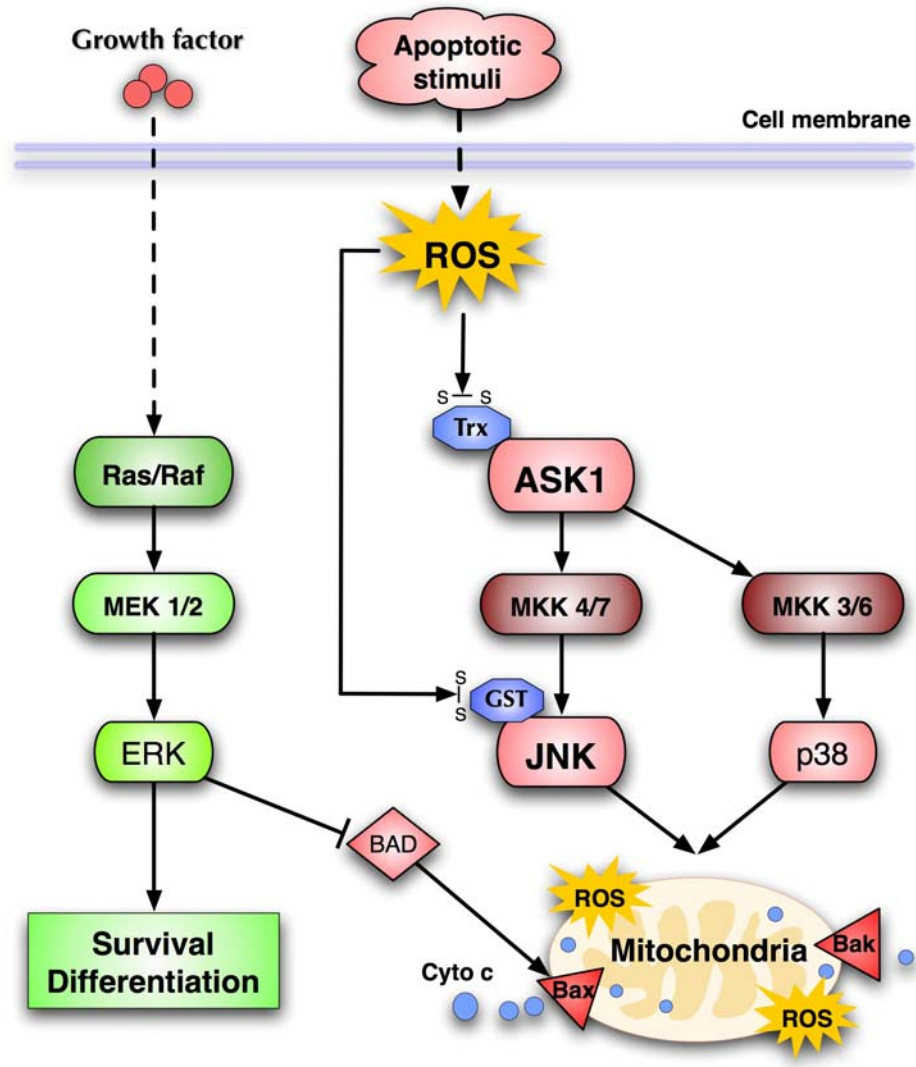 Growth factor
Apoptotic
stimuli
Cell membrane
ROS
S S
Trx
Ras/Raf
ASK1
MEK 1/2
MKK 4/7
MKK 3/6
S
S
GST
ERK
JNK
p38
BAD
ROS
Survival
Differentiation
Mitochondria
Bak
Cyto c
Bax
ROS